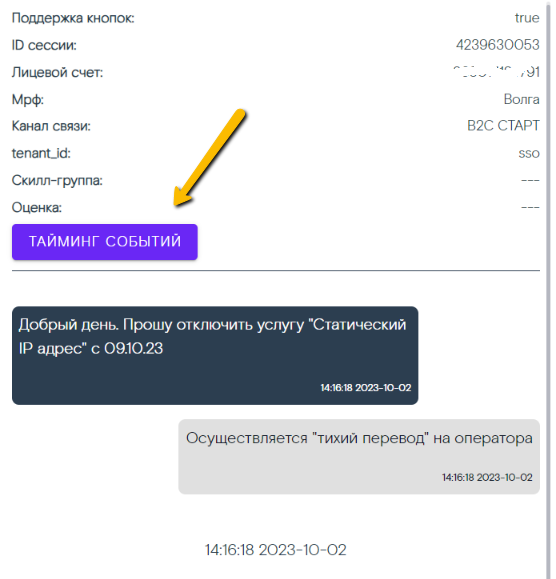 Поддержка кнопок: true
ID сессии: 4239630053
Лицевой счет:
Мрф: Волга
Канал связи: B2C СТАРТ
tenant_id: sso
Скилл-группа: ---
Оценка: ---
ТАЙМИНГ СОБЫТИЙ
Добрый день. Прошу отключить услугу "Статический
IP адрес" с 09.10.23
14:16:18 2023-10-02
Осуществляется "тихий перевод" на оператора
14:16:18 2023-10-02
14:16:18 2023-10-02